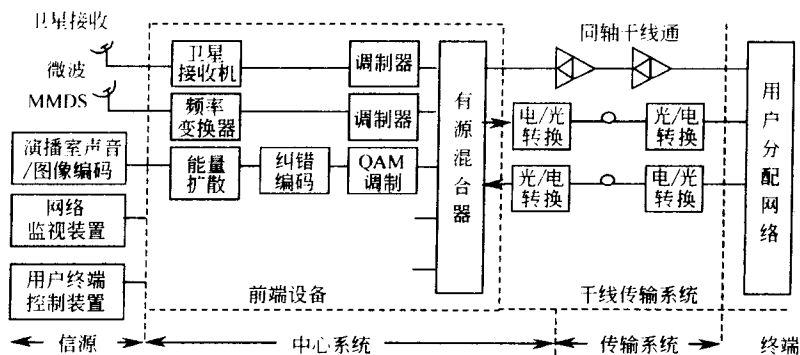 卫星接收
微波
MMDS
演播室声音
/图像编码
网络
监视装置
用户终端
控制装置
卫星
接收机
调制器
频率
变换器
调制器
能量
扩散
纠错
编码
QAM
调制
有源混合器
前端设备
同轴干线通
电/光
转换
光/电
转换
光/电
转换
电/光
转换
干线传输系统
用户分配网络
信源
中心系统
传输系统
终端